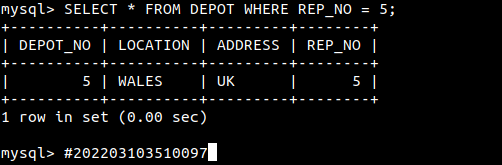 mysql> SELECT * FROM DEPOT WHERE REP_NO = 5;
+----------+----------+---------+--------+
| DEPOT_NO | LOCATION | ADDRESS | REP_NO |
+----------+----------+---------+--------+
|        5 | WALES    | UK      |      5 |
+----------+----------+---------+--------+
1 row in set (0.00 sec)
mysql> #202203103510097